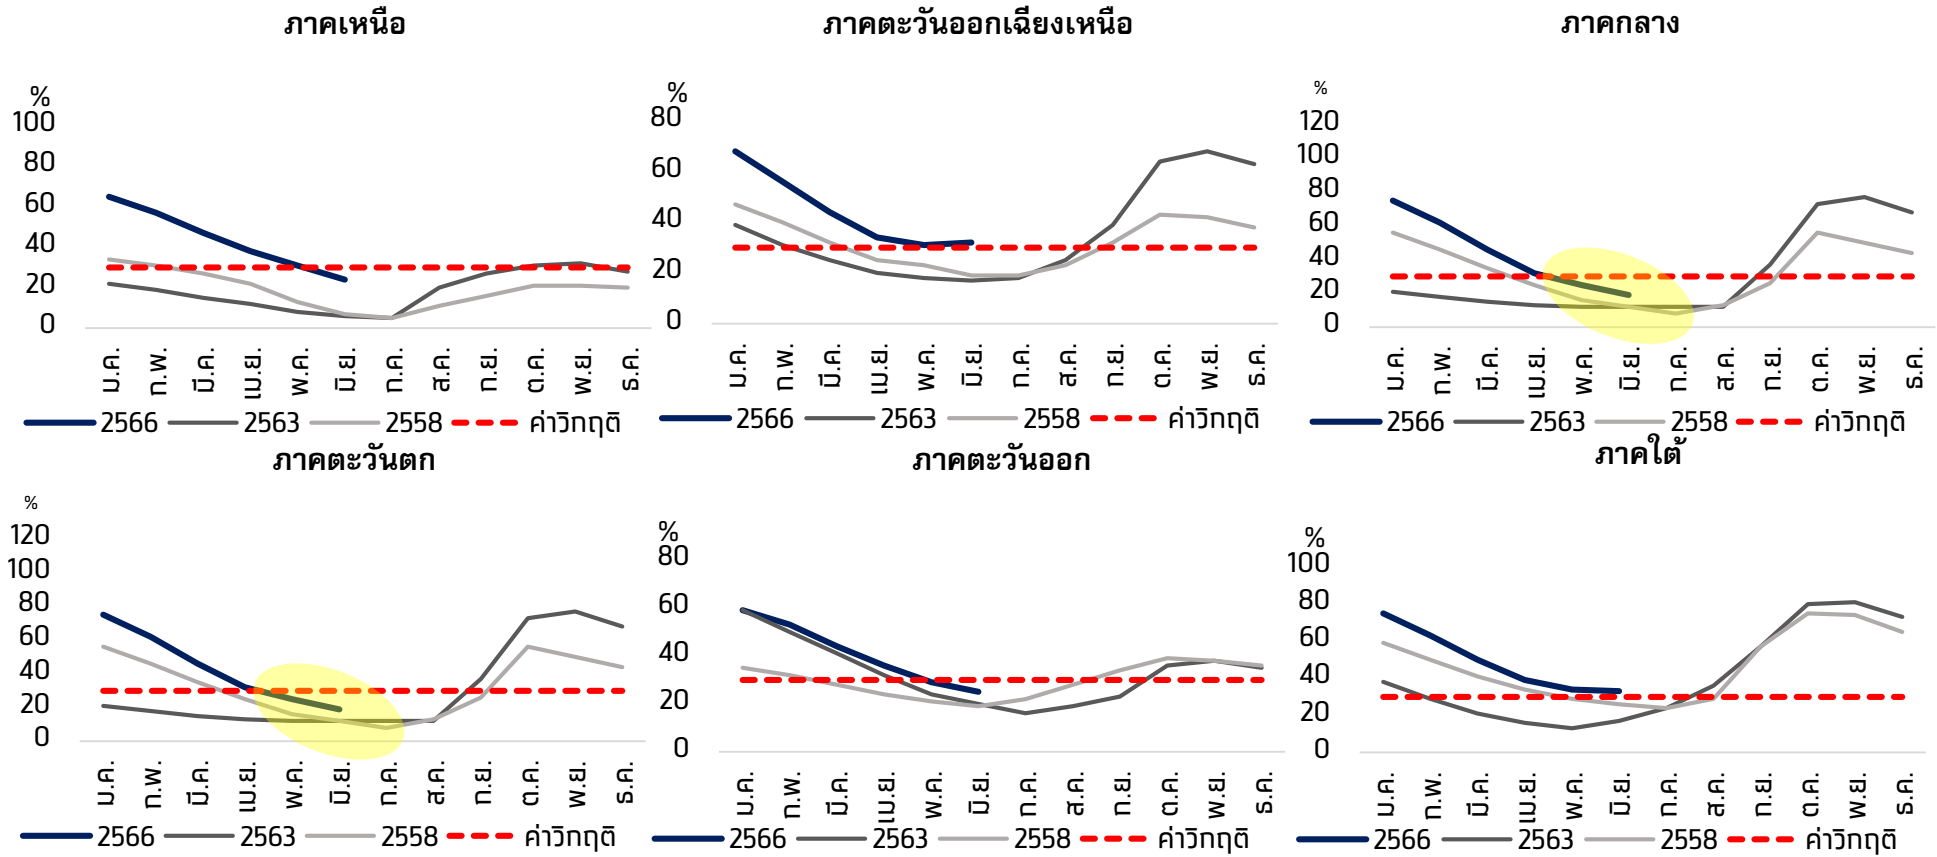 ภาคเหนือ
%
100
80
60
40
20
0
ม.ค.
ก.พ.
มี.ค.
เม.ย.
พ.ค.
มิ.ย.
ก.ค.
ส.ค.
ก.ย.
ต.ค.
พ.ย.
ธ.ค.
2566 2563 2558 ค่าวิกฤติ
ภาคตะวันออกเฉียงเหนือ
%
80
60
40
20
0
ม.ค.
ก.พ.
มี.ค.
เม.ย.
พ.ค.
มิ.ย.
ก.ค.
ส.ค.
ก.ย.
ต.ค.
พ.ย.
ธ.ค.
2566 2563 2558 ค่าวิกฤติ
ภาคกลาง
%
120
100
80
60
40
20
0
ม.ค.
ก.พ.
มี.ค.
เม.ย.
พ.ค.
มิ.ย.
ก.ค.
ส.ค.
ก.ย.
ต.ค.
พ.ย.
ธ.ค.
2566 2563 2558 ค่าวิกฤติ
ภาคตะวันตก
%
120
100
80
60
40
20
0
ม.ค.
ก.พ.
มี.ค.
เม.ย.
พ.ค.
มิ.ย.
ก.ค.
ส.ค.
ก.ย.
ต.ค.
พ.ย.
ธ.ค.
2566 2563 2558 ค่าวิกฤติ
ภาคตะวันออก
%
80
60
40
20
0
ม.ค.
ก.พ.
มี.ค.
เม.ย.
พ.ค.
มิ.ย.
ก.ค.
ส.ค.
ก.ย.
ต.ค.
พ.ย.
ธ.ค.
2566 2563 2558 ค่าวิกฤติ
ภาคใต้
%
100
80
60
40
20
0
ม.ค.
ก.พ.
มี.ค.
เม.ย.
พ.ค.
มิ.ย.
ก.ค.
ส.ค.
ก.ย.
ต.ค.
พ.ย.
ธ.ค.
2566 2563 2558 ค่าวิกฤติ